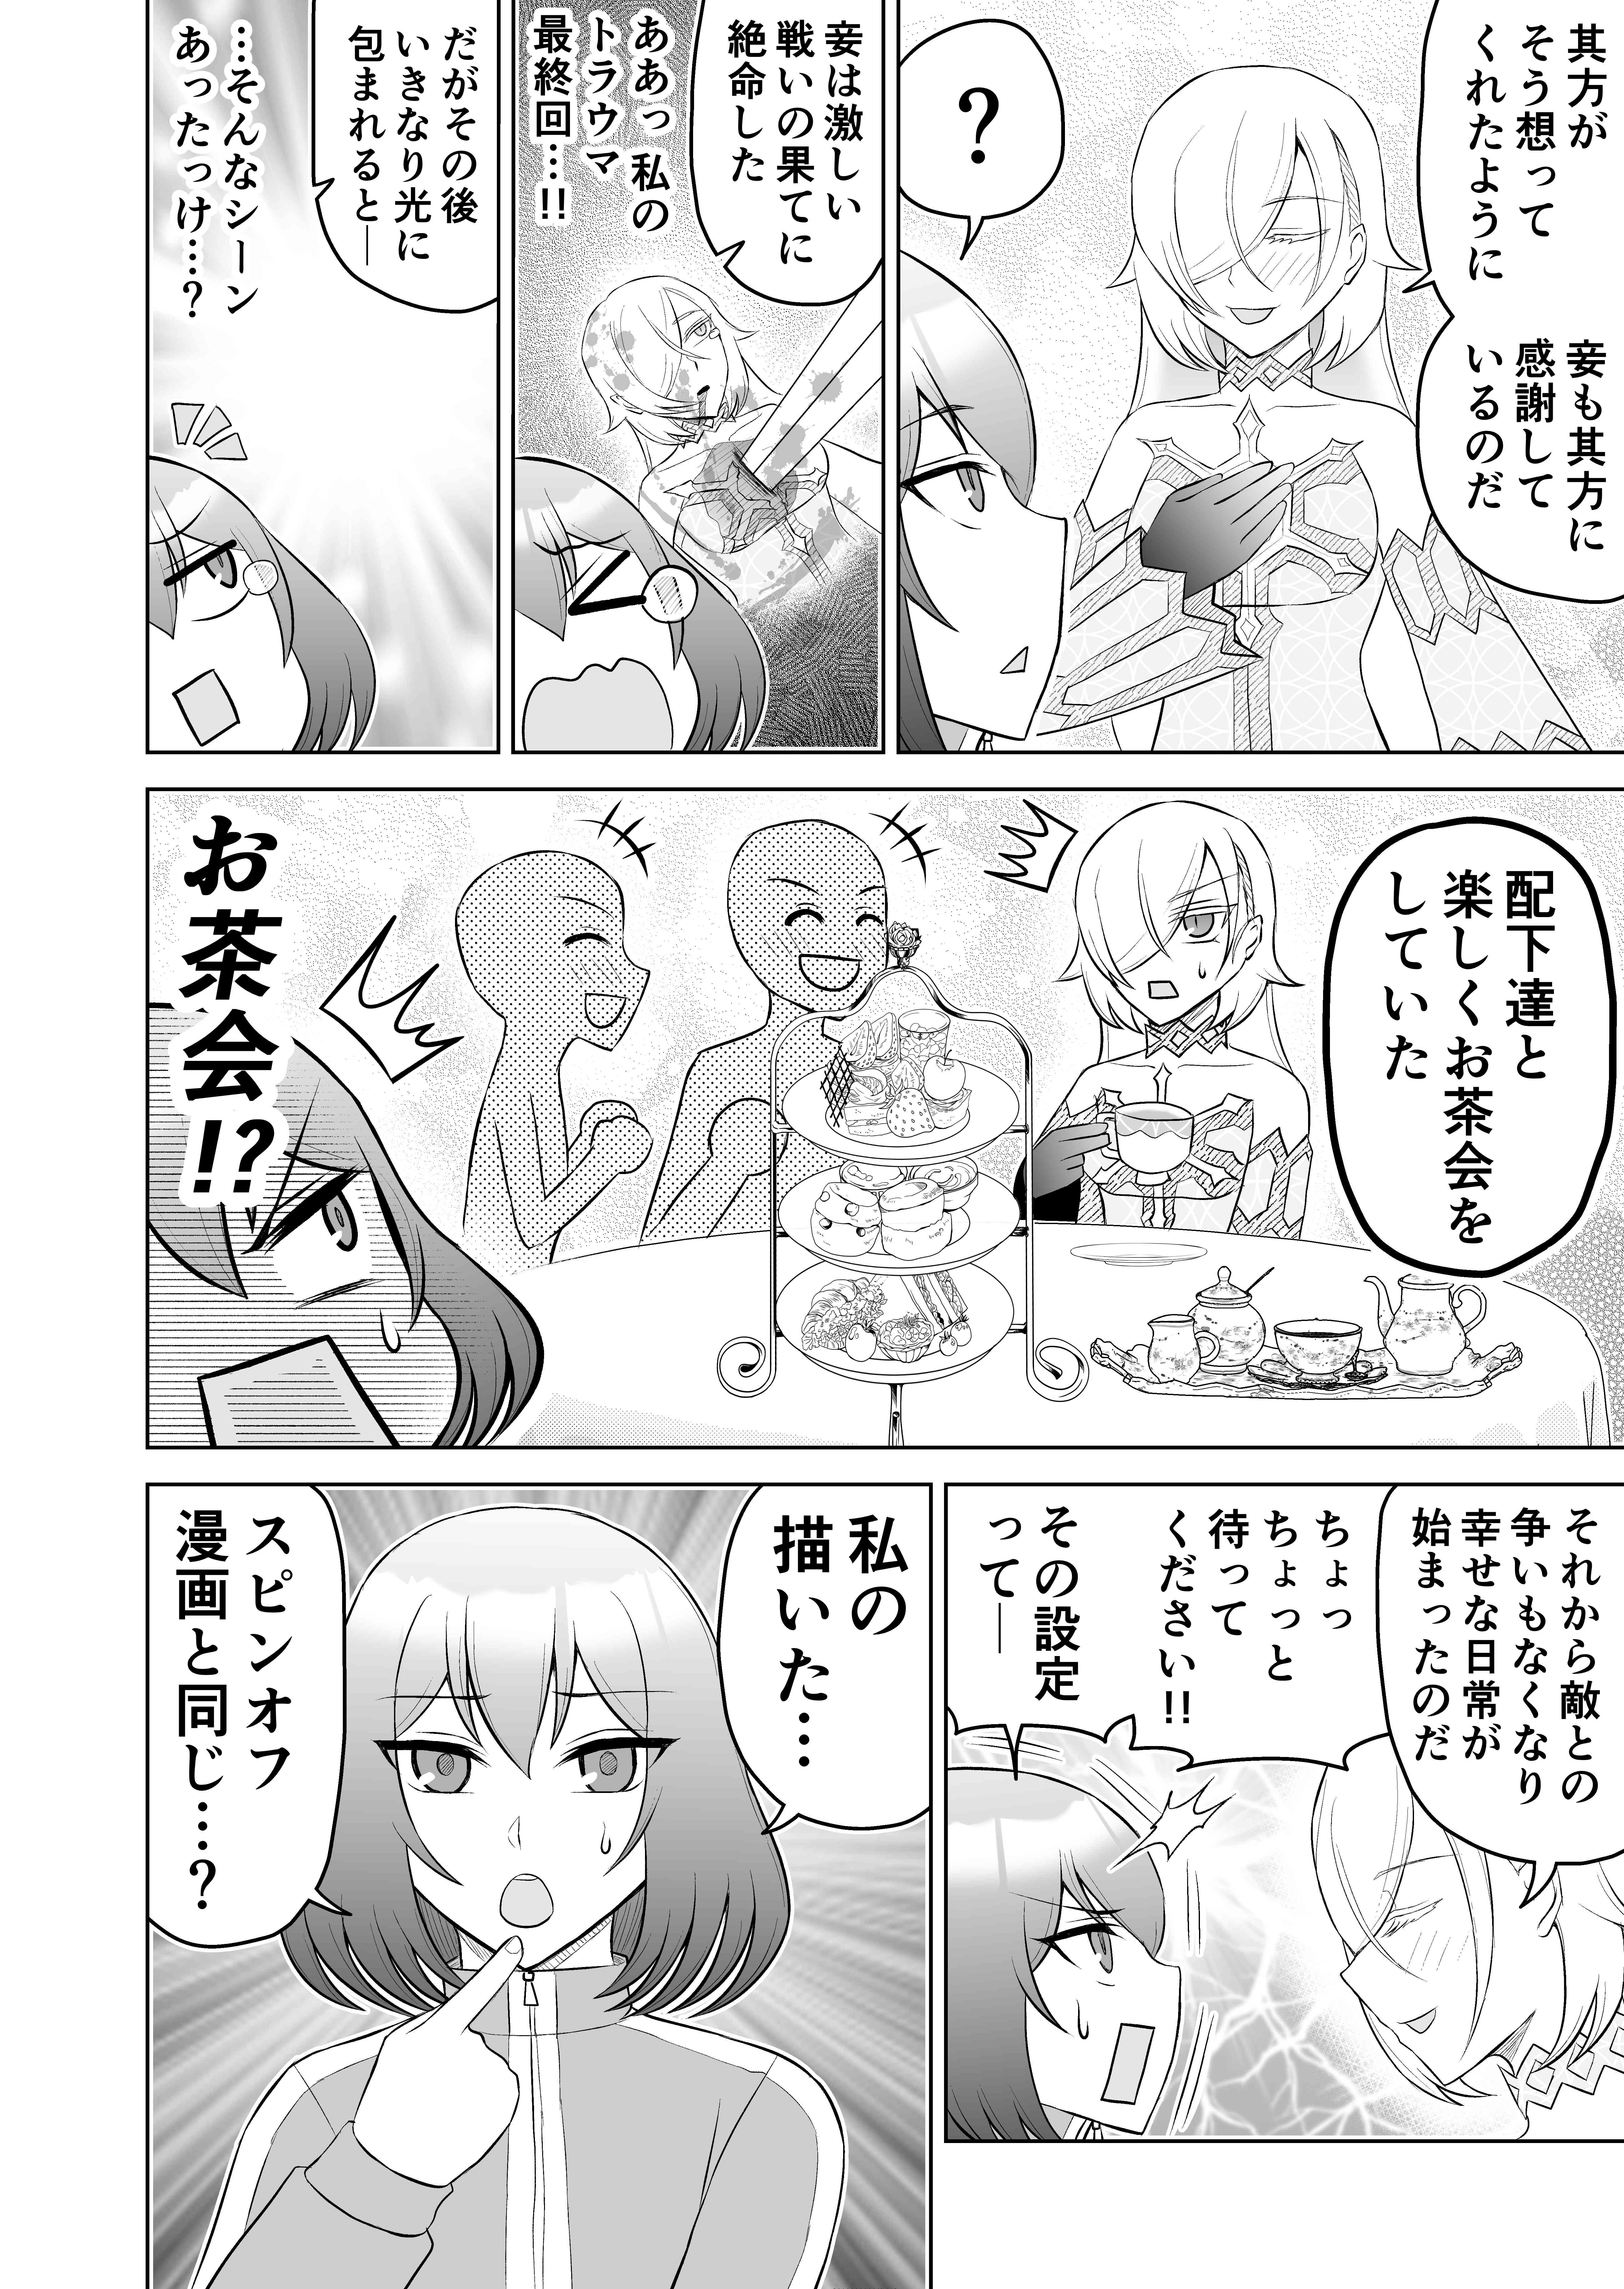 其方が
そう想って
くれたように
妾も其方に
感謝して
いるのだ
？
妾は激しい
戦いの果てに
絶命した
ああっ 私の
トラウマ
最終回…!!
だがその後
いきなり光に
包まれると―
…そんなシーン
あったっけ…？
配下達と
楽しくお茶会を
していた
お茶会!?
それから敵との
争いもなくなり
幸せな日常が
始まったのだ
ちょっ
ちょっと
待って
ください!!
その設定
って―
私の
描いた…
スピンオフ
漫画と同じ…？